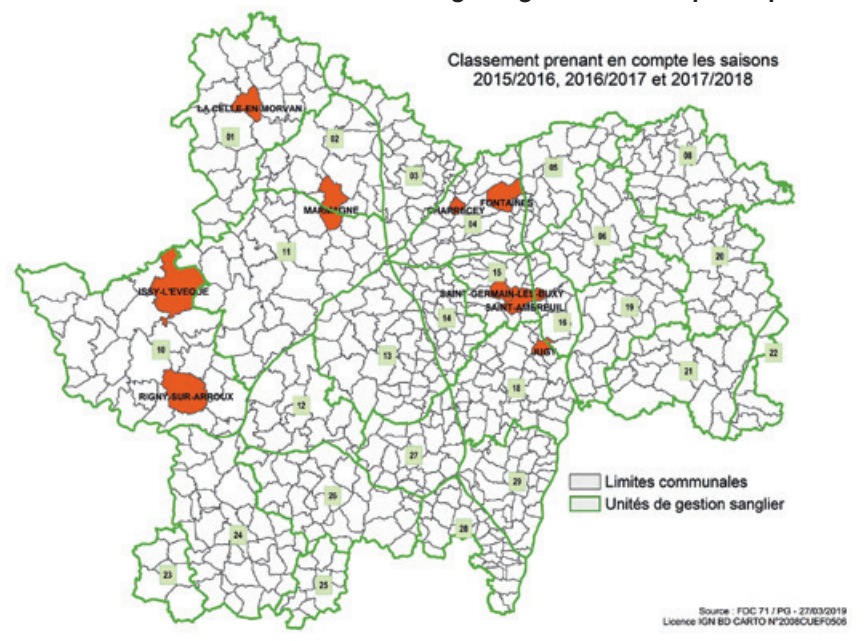 Classement prenant en compte les saisons
2015/2016, 2016/2017 et 2017/2018
LA CELLE-EN-MORVAN
01
02
03
05
08
MARMAGNE
CHARRECEY
FONTAINES
04
06
11
20
15
ISSY-L'EVEQUE
SAINT-GERMAIN-LES-BUXY
SAINT-AMBREUIL
19
14
16
10
JUGY
13
22
21
18
RIGNY-SUR-ARROUX
12
27
29
26
28
24
23
25
Limites communales
Unités de gestion sanglier
Source : FDC 71 / PG - 27/03/2019
Licence IGN BD CARTO N°2008CUEF0506